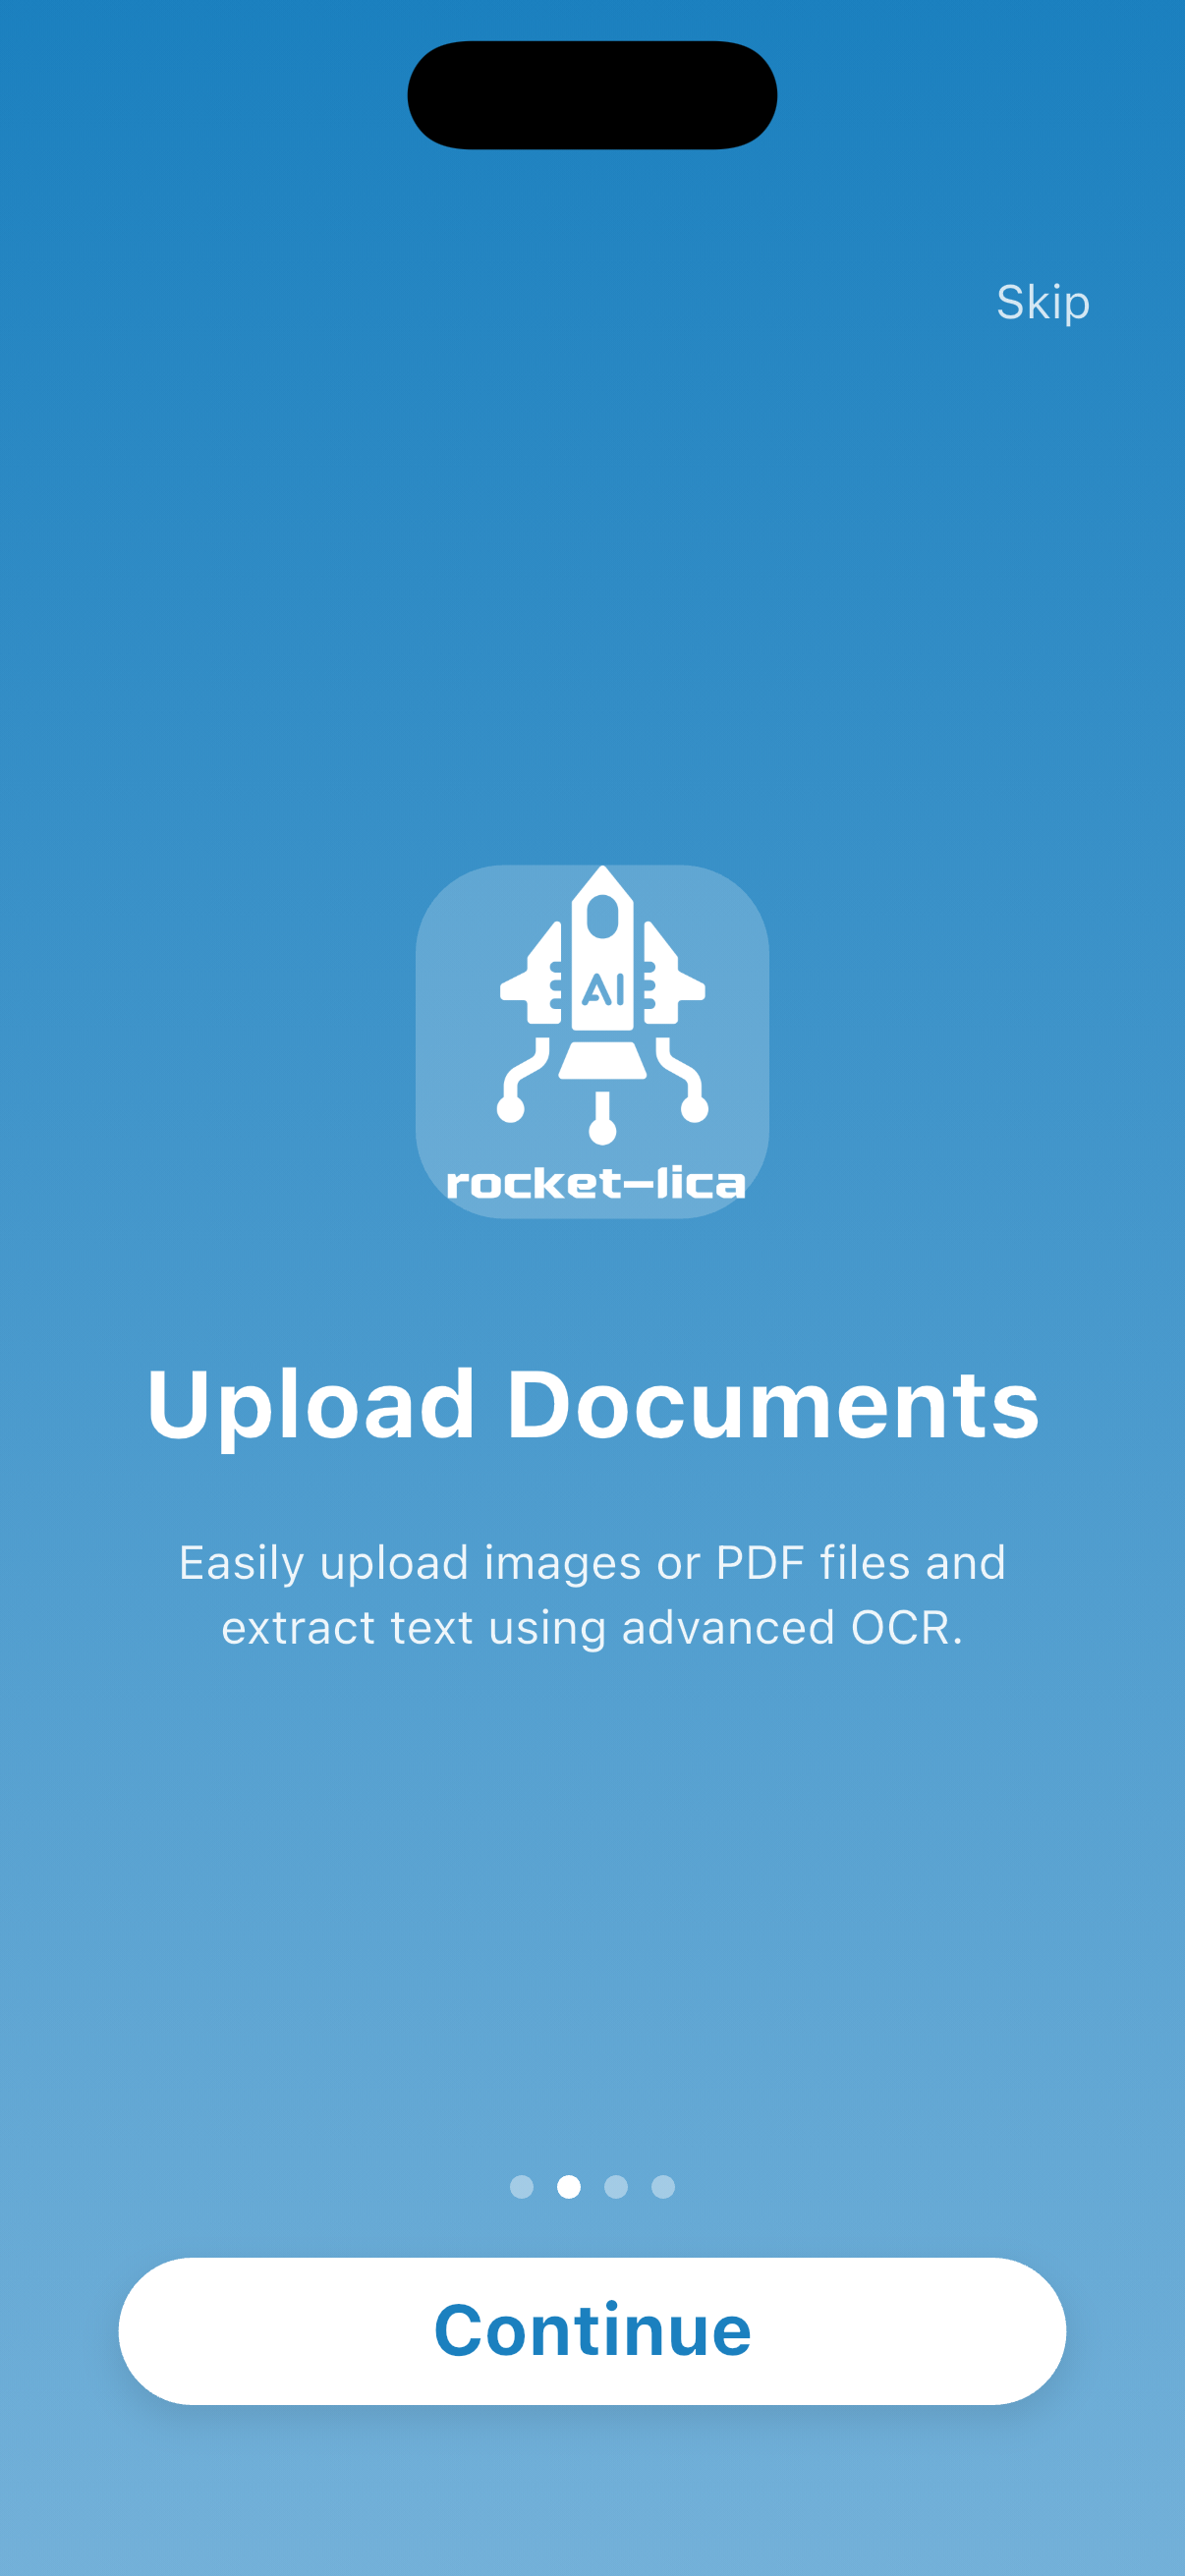 Skip
AI
rocket-lica
Upload Documents
Easily upload images or PDF files and
extract text using advanced OCR.
Continue